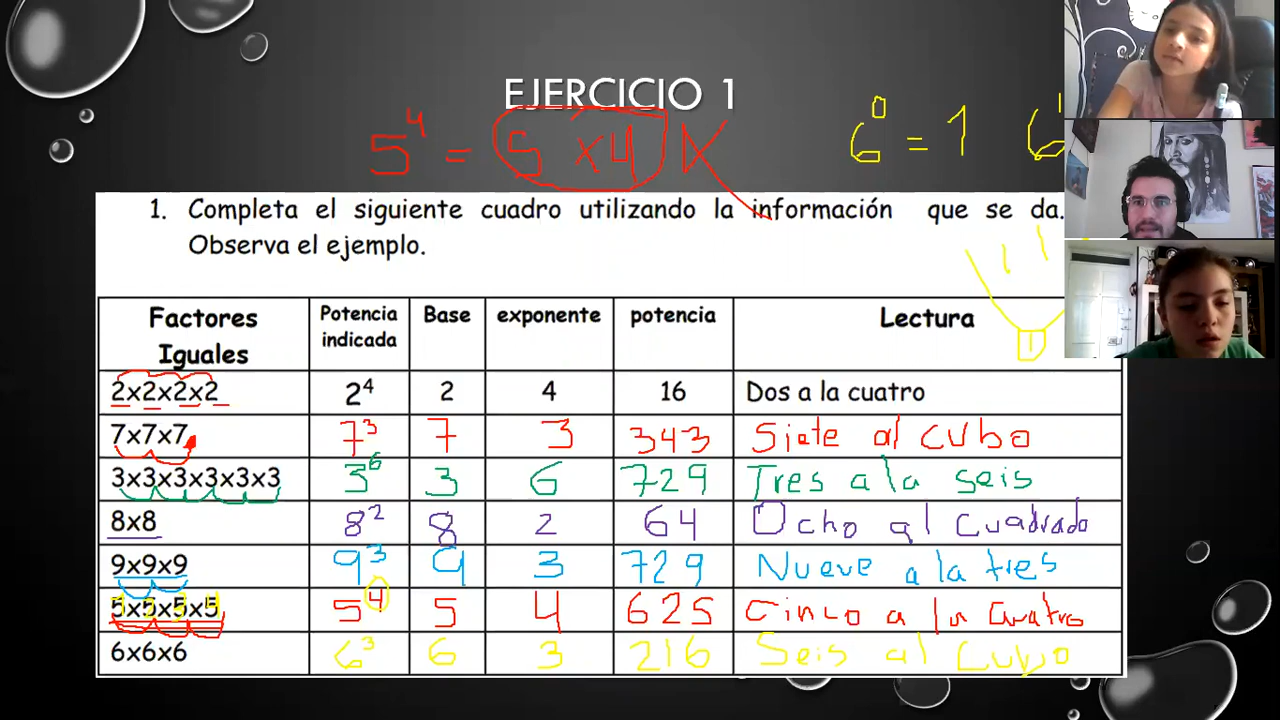 EJERCICIO 1
5⁴ = 5 x4
6⁰ = 1 6¹
1. Completa el siguiente cuadro utilizando la información que se da.
Observa el ejemplo.
Factores Iguales Potencia indicada Base exponente potencia Lectura
1
2x2x2x2 2⁴ 2 4 16 Dos a la cuatro
7x7x7 7³ 7 3 343 Siete al cubo
3x3x3x3x3x3 3⁶ 3 6 729 Tres a la seis
8x8 8² 8 2 64 Ocho al cuadrado
9x9x9 9³ 9 3 729 Nueve a la tres
5x5x5x5 5⁴ 5 4 625 Cinco a la cuatro
6x6x6 6³ 6 3 216 Seis al cubo